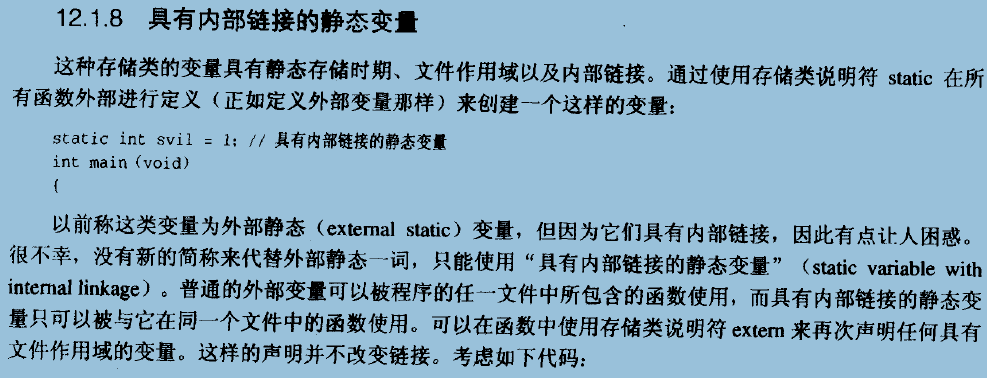 12.1.8 具有内部链接的静态变量
这种存储类的变量具有静态存储时期、文件作用域以及内部链接。通过使用存储类说明符 static 在所
有函数外部进行定义（正如定义外部变量那样）来创建一个这样的变量：
static int svil = 1; // 具有内部链接的静态变量
int main (void)
{
以前称这类变量为外部静态（external static）变量，但因为它们具有内部链接，因此有点让人困惑。
很不幸，没有新的简称来代替外部静态一词，只能使用“具有内部链接的静态变量”（static variable with
internal linkage）。普通的外部变量可以被程序的任一文件中所包含的函数使用，而具有内部链接的静态变
量只可以被与它在同一个文件中的函数使用。可以在函数中使用存储类说明符 extern 来再次声明任何具有
文件作用域的变量。这样的声明并不改变链接。考虑如下代码：